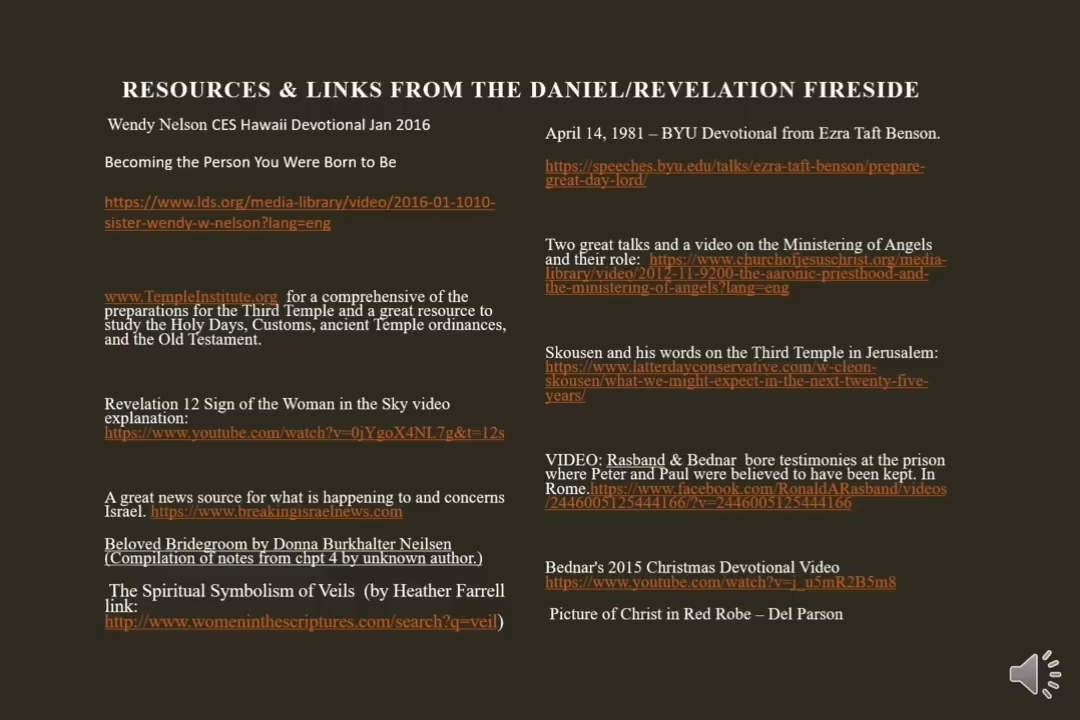 RESOURCES & LINKS FROM THE DANIEL/REVELATION FIRESIDE
Wendy Nelson CES Hawaii Devotional Jan 2016
Becoming the Person You Were Born to Be
https://www.lds.org/media-library/video/2016-01-1010-
sister-wendy-w-nelson?lang=eng
www.TempleInstitute.org for a comprehensive of the
preparations for the Third Temple and a great resource to
study the Holy Days, Customs, ancient Temple ordinances,
and the Old Testament.
Revelation 12 Sign of the Woman in the Sky video
explanation:
https://www.youtube.com/watch?v=0jYgoX4NL7g&t=12s
A great news source for what is happening to and concerns
Israel. https://www.breakingisraelnews.com
Beloved Bridegroom by Donna Burkhalter Neilsen
(Compilation of notes from chpt 4 by unknown author.)
The Spiritual Symbolism of Veils (by Heather Farrell
link:
http://www.womeninthescriptures.com/search?q=veil)
April 14, 1981 – BYU Devotional from Ezra Taft Benson.
https://speeches.byu.edu/talks/ezra-taft-benson/prepare-
great-day-lord/
Two great talks and a video on the Ministering of Angels
and their role: https://www.churchofjesuschrist.org/media-
library/video/2012-11-9200-the-aaronic-priesthood-and-
the-ministering-of-angels?lang=eng
Skousen and his words on the Third Temple in Jerusalem:
https://www.latterdayconservative.com/w-cleon-
skousen/what-we-might-expect-in-the-next-twenty-five-
years/
VIDEO: Rasband & Bednar bore testimonies at the prison
where Peter and Paul were believed to have been kept. In
Rome.https://www.facebook.com/RonaldARasband/videos
/2446005125444166/?v=2446005125444166
Bednar's 2015 Christmas Devotional Video
https://www.youtube.com/watch?v=j_u5mR2B5m8
Picture of Christ in Red Robe – Del Parson